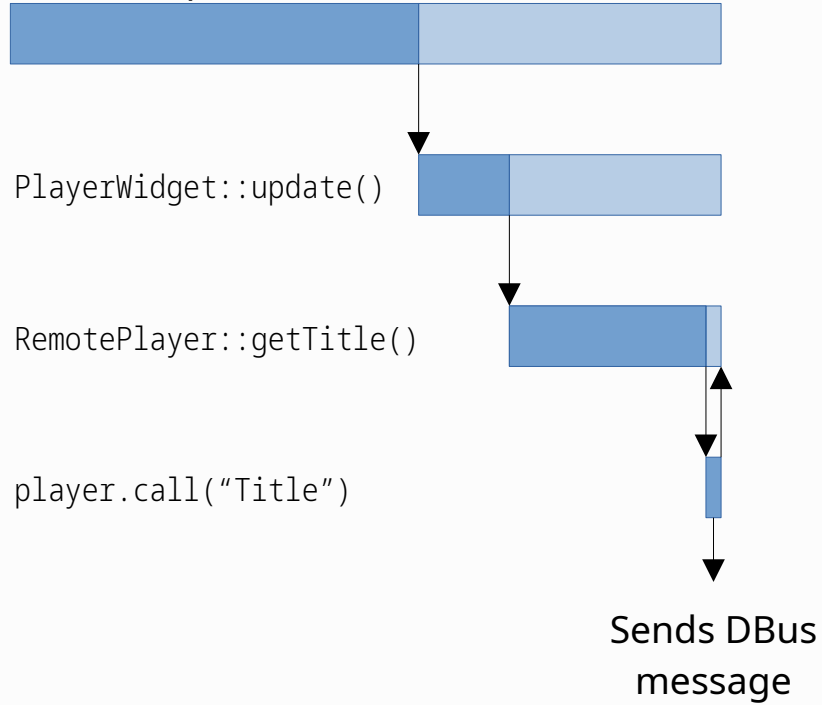 PlayerWidget::update()
RemotePlayer::getTitle()
player.call(“Title”)
Sends DBus
message